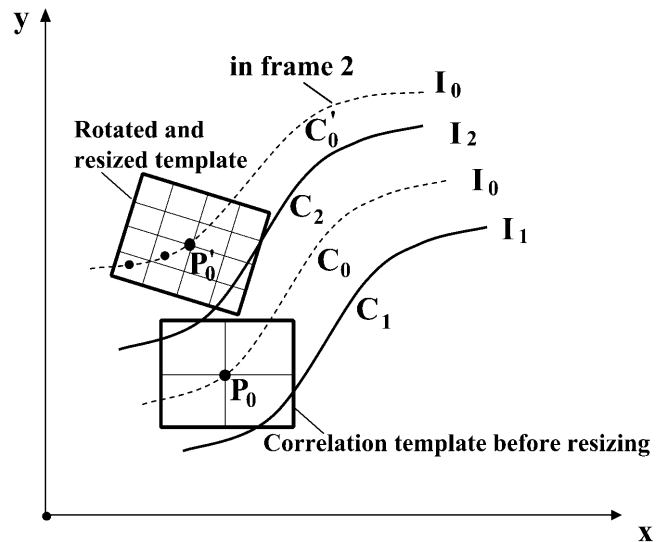 y
in frame 2
I0
C0'
Rotated and
resized template
I2
I0
C2
P0'
C0
I1
C1
P0
Correlation template before resizing
x